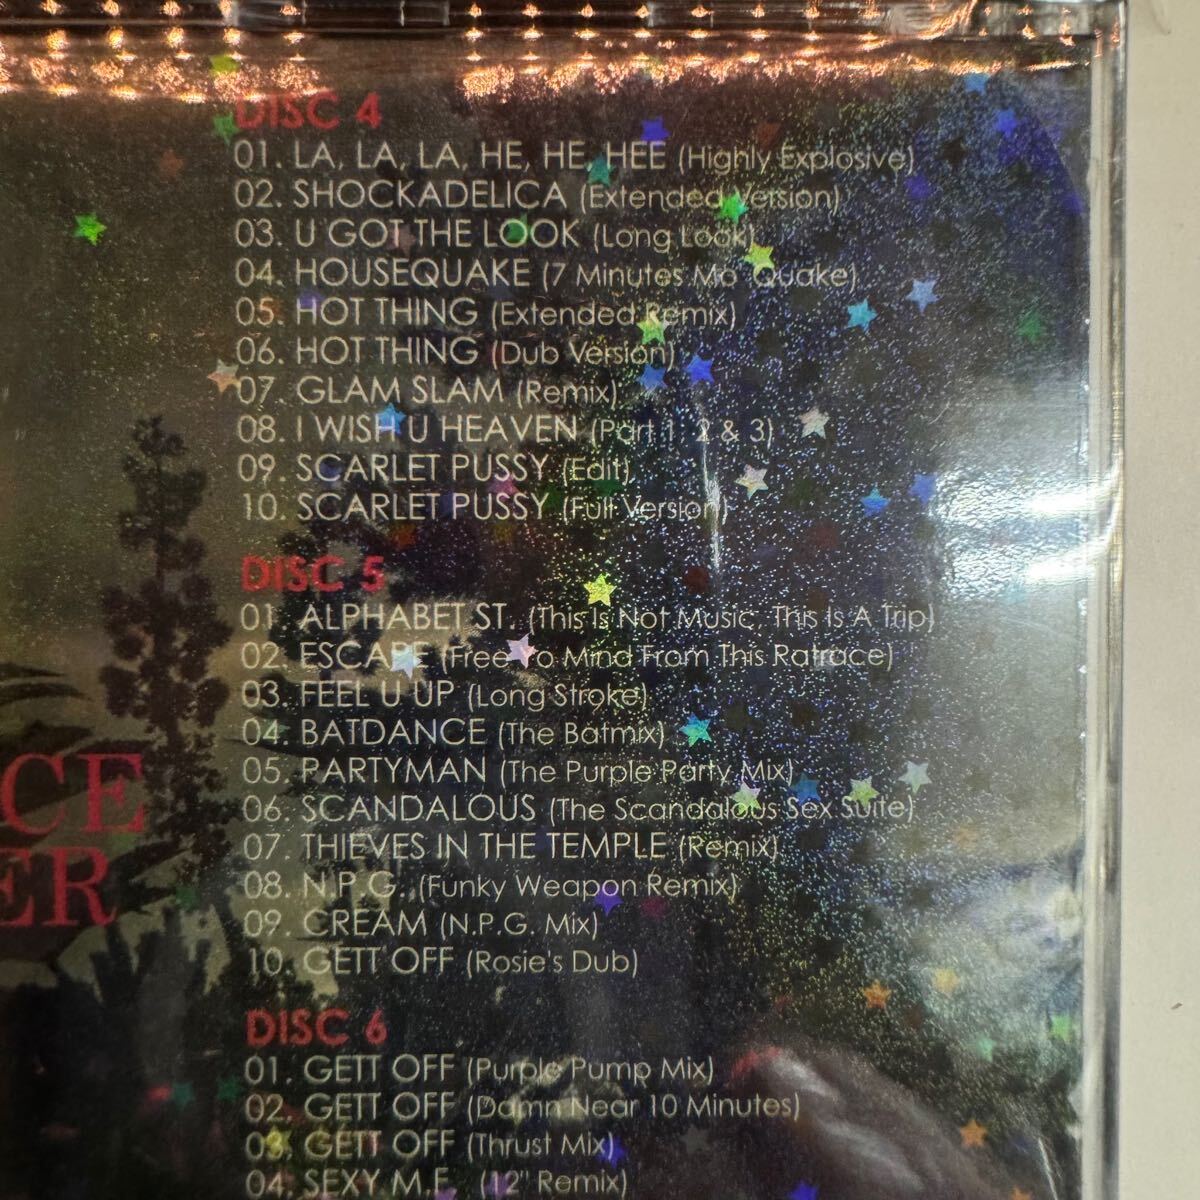 DISC 4
01. LA, LA, LA, HE, HE, HEE (Highly Explosive)
02. SHOCKADELICA (Extended Version)
03. U GOT THE LOOK (Long Look)
04. HOUSEQUAKE (7 Minutes Mo' Quake)
05. HOT THING (Extended Remix)
06. HOT THING (Dub Version)
07. GLAM SLAM (Remix)
08. I WISH U HEAVEN (Part 1, 2 & 3)
09. SCARLET PUSSY (Edit)
10. SCARLET PUSSY (Full Version)
DISC 5
01. ALPHABET ST. (This Is Not Music, This Is A Trip)
02. ESCAPE (Free Yo Mind From This Ratrace)
03. FEEL U UP (Long Stroke)
04. BATDANCE (The Batmix)
05. PARTYMAN (The Purple Party Mix)
06. SCANDALOUS (The Scandalous Sex Suite)
07. THIEVES IN THE TEMPLE (Remix)
08. N.P.G. (Funky Weapon Remix)
09. CREAM (N.P.G. Mix)
10. GETT OFF (Rosie's Dub)
DISC 6
01. GETT OFF (Purple Pump Mix)
02. GETT OFF (Damn Near 10 Minutes)
03. GETT OFF (Thrust Mix)
04. SEXY M.F. (12" Remix)
CE
ER